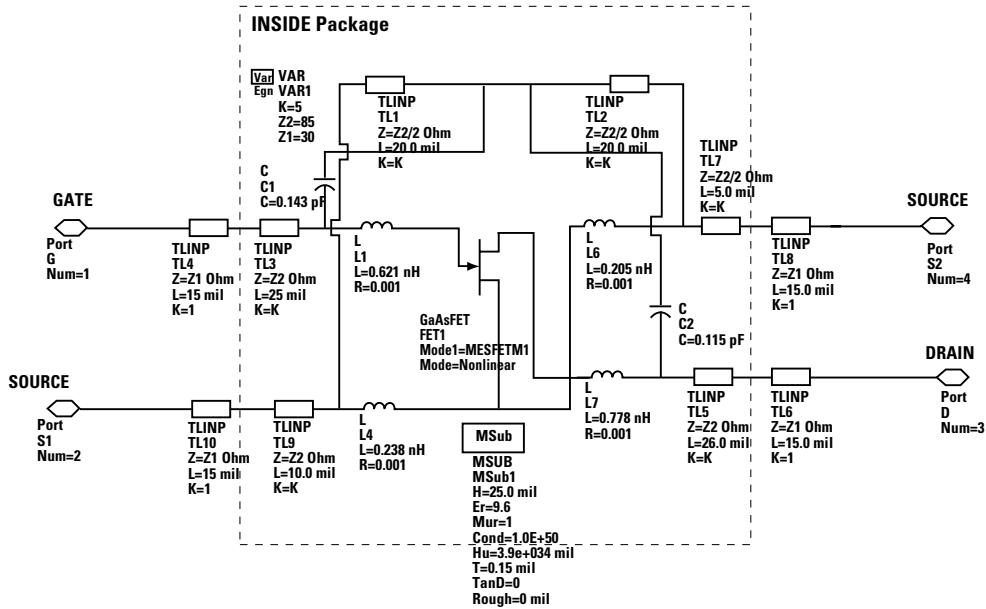 INSIDE Package
Var VAR
Egn VAR1
K=5
Z2=85
Z1=30
TLINP
TL1
Z=Z2/2 Ohm
L=20.0 mil
K=K
TLINP
TL2
Z=Z2/2 Ohm
L=20.0 mil
K=K
TLINP
TL7
Z=Z2/2 Ohm
L=5.0 mil
K=K
C
C1
C=0.143 pF
GATE
Port
G
Num=1
TLINP
TL4
Z=Z1 Ohm
L=15 mil
K=1
TLINP
TL3
Z=Z2 Ohm
L=25 mil
K=K
L
L1
L=0.621 nH
R=0.001
L
L6
L=0.205 nH
R=0.001
TLINP
TL8
Z=Z1 Ohm
L=15.0 mil
K=1
SOURCE
Port
S2
Num=4
GaAsFET
FET1
Mode1=MESFETM1
Mode=Nonlinear
C
C2
C=0.115 pF
SOURCE
Port
S1
Num=2
TLINP
TL10
Z=Z1 Ohm
L=15 mil
K=1
TLINP
TL9
Z=Z2 Ohm
L=10.0 mil
K=K
L
L4
L=0.238 nH
R=0.001
L
L7
L=0.778 nH
R=0.001
TLINP
TL5
Z=Z2 Ohm
L=26.0 mil
K=K
TLINP
TL6
Z=Z1 Ohm
L=15.0 mil
K=1
DRAIN
Port
D
Num=3
MSub
MSUB
MSub1
H=25.0 mil
Er=9.6
Mur=1
Cond=1.0E+50
Hu=3.9e+034 mil
T=0.15 mil
TanD=0
Rough=0 mil